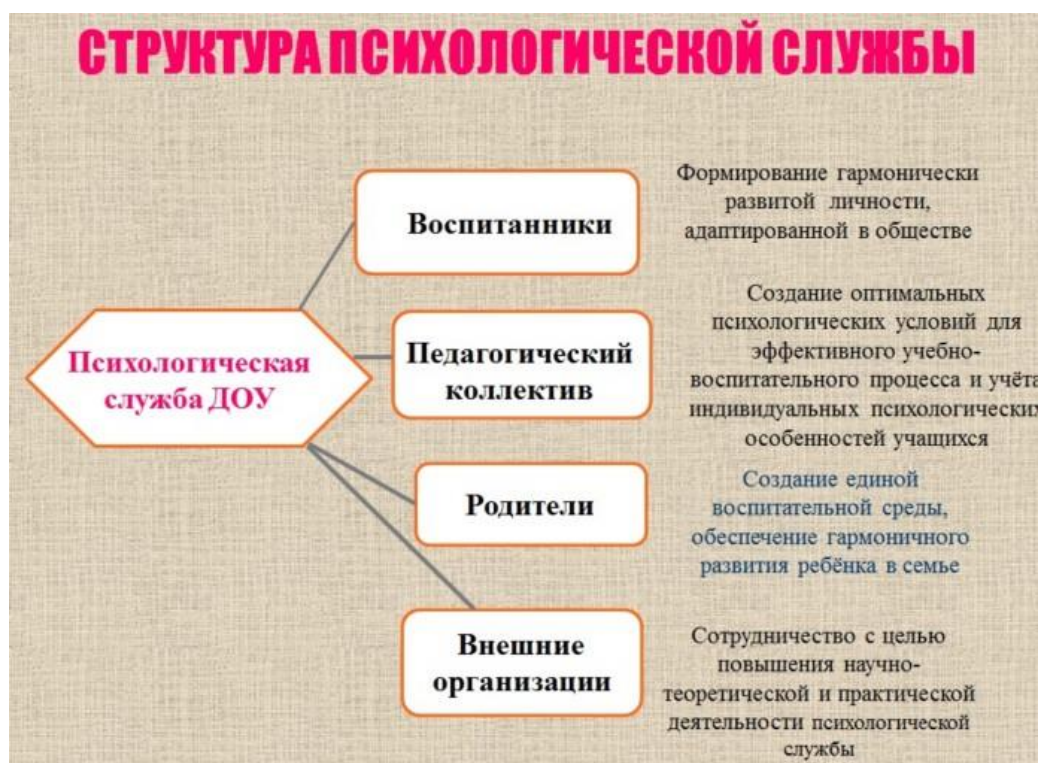 СТРУКТУРА ПСИХОЛОГИЧЕСКОЙ СЛУЖБЫ
Психологическая
служба ДОУ
Воспитанники
Формирование гармонически
развитой личности,
адаптированной в обществе
Педагогический
коллектив
Создание оптимальных
психологических условий для
эффективного учебно-
воспитательного процесса и учёта
индивидуальных психологических
особенностей учащихся
Родители
Создание единой
воспитательной среды,
обеспечение гармоничного
развития ребёнка в семье
Внешние
организации
Сотрудничество с целью
повышения научно-
теоретической и практической
деятельности психологической
службы